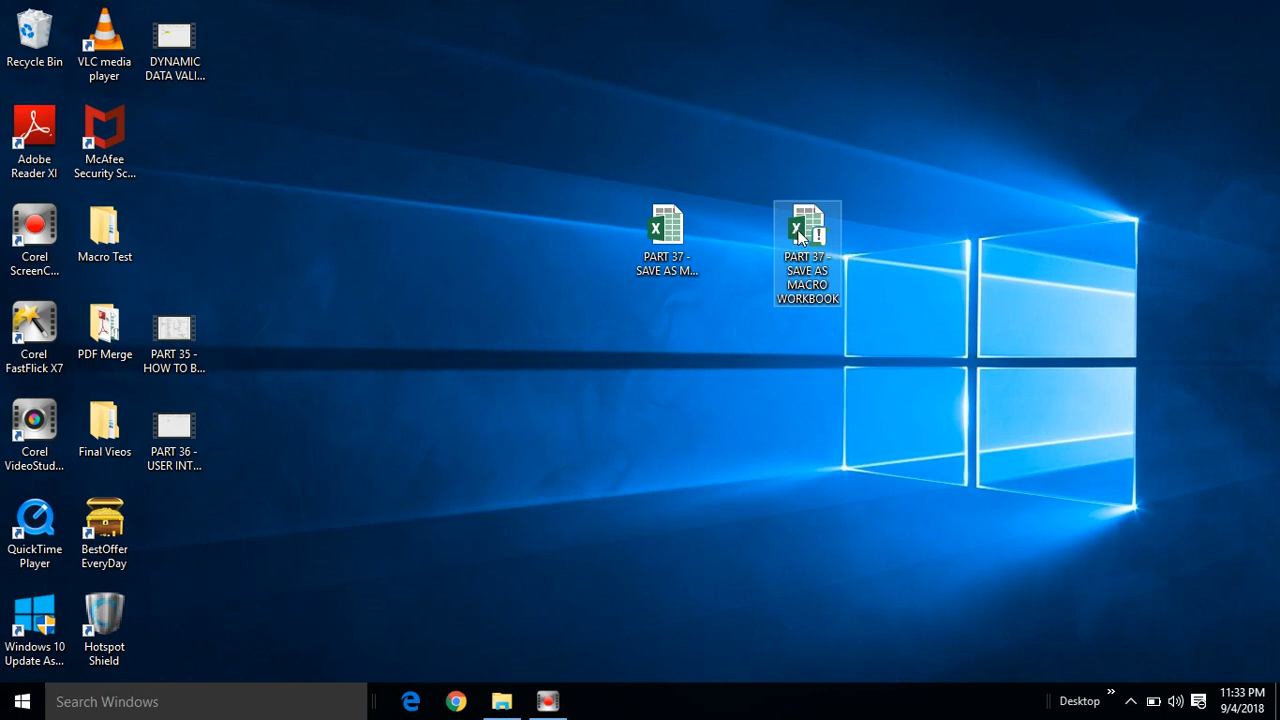 Recycle Bin
VLC media
player
DYNAMIC
DATA VALI...
Adobe
Reader XI
McAfee
Security Sc...
Corel
ScreenC...
Macro Test
PART 37 -
SAVE AS M...
PART 37 -
SAVE AS
MACRO
WORKBOOK
Corel
FastFlick X7
PDF Merge
PART 35 -
HOW TO B...
Corel
VideoStud...
Final Vieos
PART 36 -
USER INT...
QuickTime
Player
BestOffer
EveryDay
Windows 10
Update As...
Hotspot
Shield
Search Windows
Desktop
11:33 PM
9/4/2018